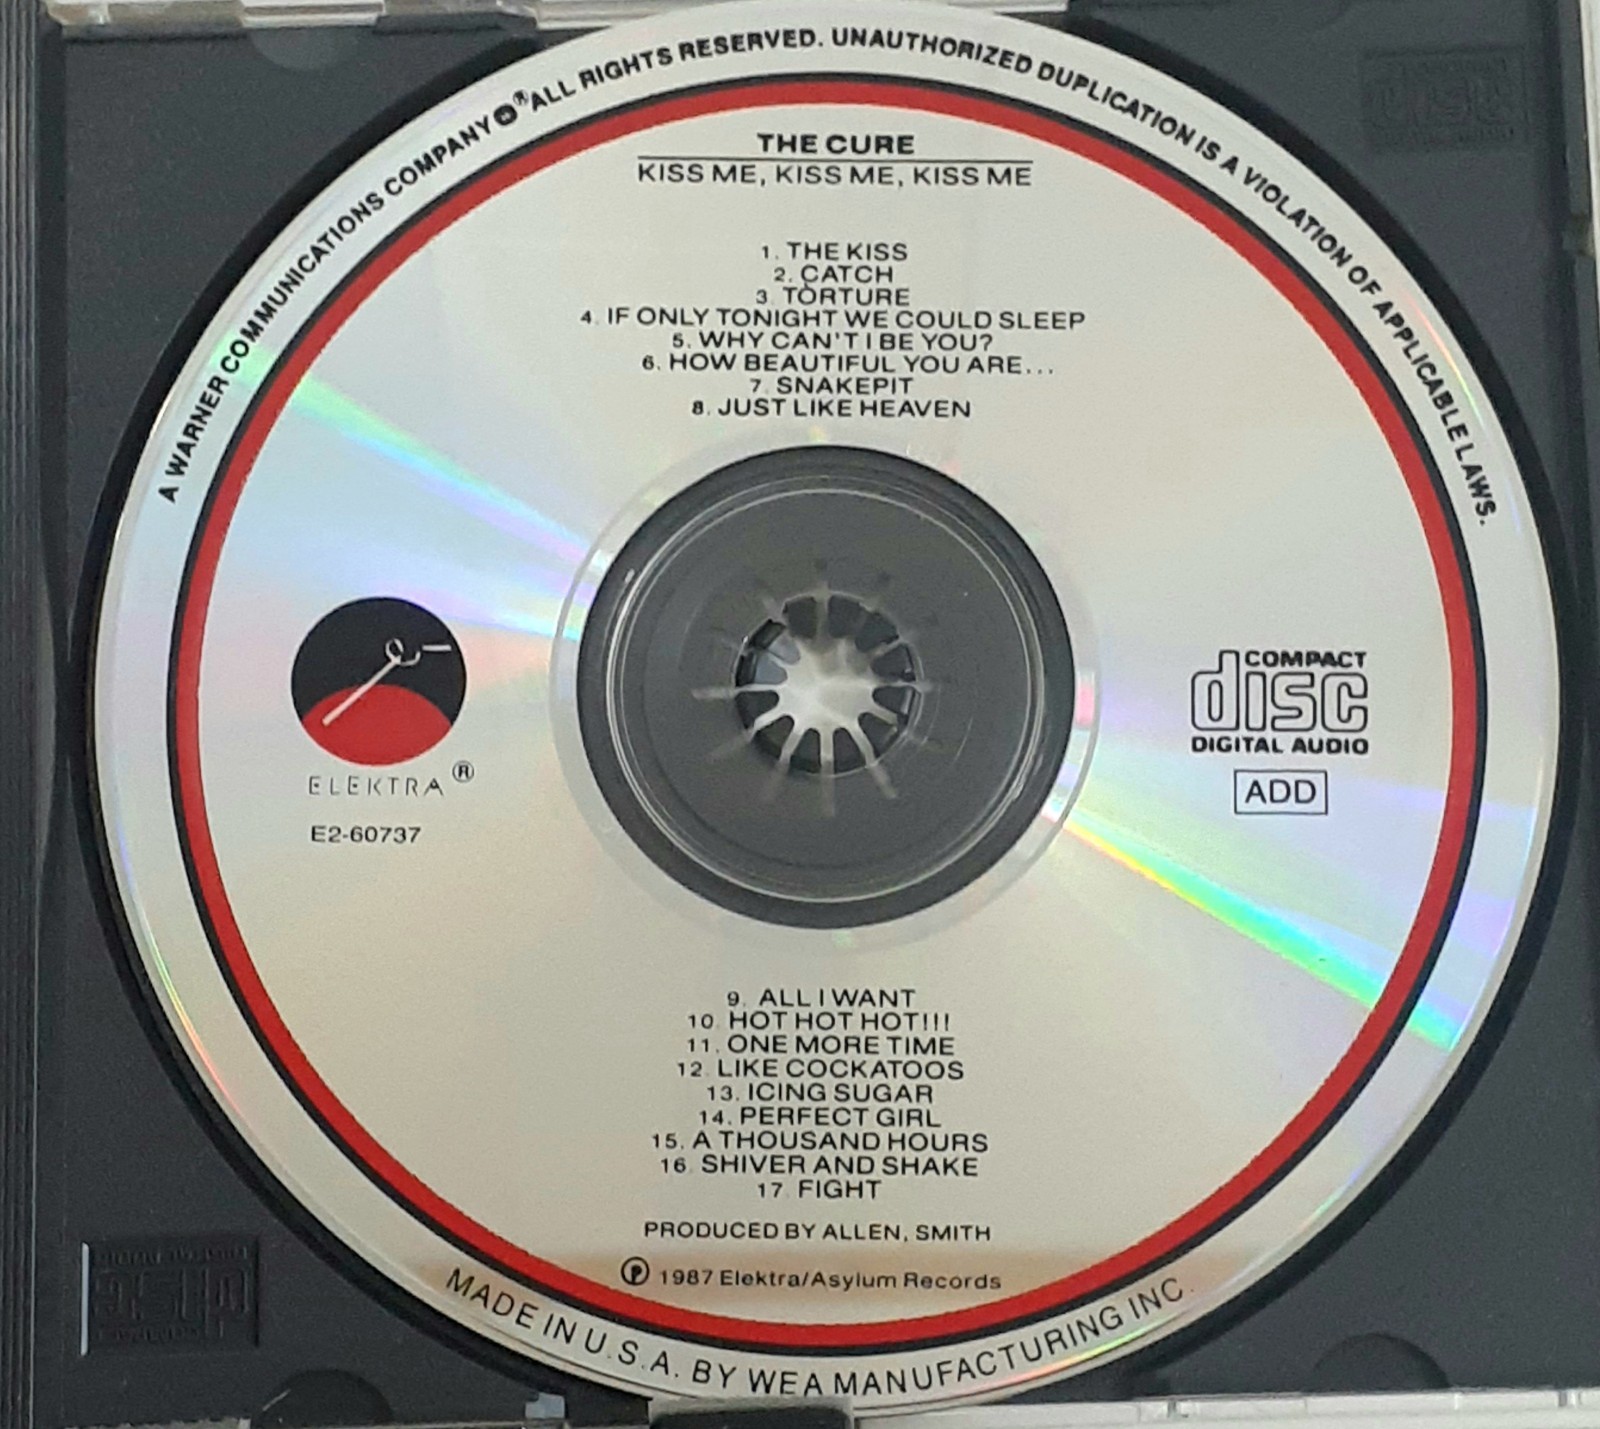 A WARNER COMMUNICATIONS COMPANY ® ALL RIGHTS RESERVED. UNAUTHORIZED DUPLICATION IS A VIOLATION OF APPLICABLE LAWS.
THE CURE
KISS ME, KISS ME, KISS ME
1. THE KISS
2. CATCH
3. TORTURE
4. IF ONLY TONIGHT WE COULD SLEEP
5. WHY CAN'T I BE YOU?
6. HOW BEAUTIFUL YOU ARE...
7. SNAKEPIT
8. JUST LIKE HEAVEN
ELEKTRA ®
E2-60737
COMPACT
disc
DIGITAL AUDIO
ADD
9. ALL I WANT
10. HOT HOT HOT!!!
11. ONE MORE TIME
12. LIKE COCKATOOS
13. ICING SUGAR
14. PERFECT GIRL
15. A THOUSAND HOURS
16. SHIVER AND SHAKE
17. FIGHT
PRODUCED BY ALLEN, SMITH
℗ 1987 Elektra/Asylum Records
MADE IN U.S.A. BY WEA MANUFACTURING INC.
disc
disc